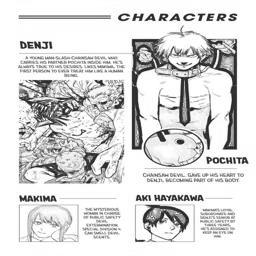 CHARACTERS
DENJI
A YOUNG MAN-SLASH-CHAINSAW DEVIL WHO
CARRIES HIS PARTNER POCHITA INSIDE HIM. HE'S
ALWAYS TRUE TO HIS DESIRES. LIKES MAKIMA, THE
FIRST PERSON TO EVER TREAT HIM LIKE A HUMAN
BEING.
POCHITA
CHAINSAW DEVIL. GAVE UP HIS HEART TO
DENJI, BECOMING PART OF HIS BODY.
MAKIMA
THE MYSTERIOUS
WOMAN IN CHARGE
OF PUBLIC SAFETY
DEVIL
EXTERMINATION
SPECIAL DIVISION 4.
CAN SMELL DEVIL
SCENTS.
AKI HAYAKAWA
MAKIMA'S LOYAL
SUBORDINATE AND
DENJI'S SENIOR AT
PUBLIC SAFETY BY
THREE YEARS.
HE'S ASSIGNED TO
KEEP AN EYE ON
HIM.